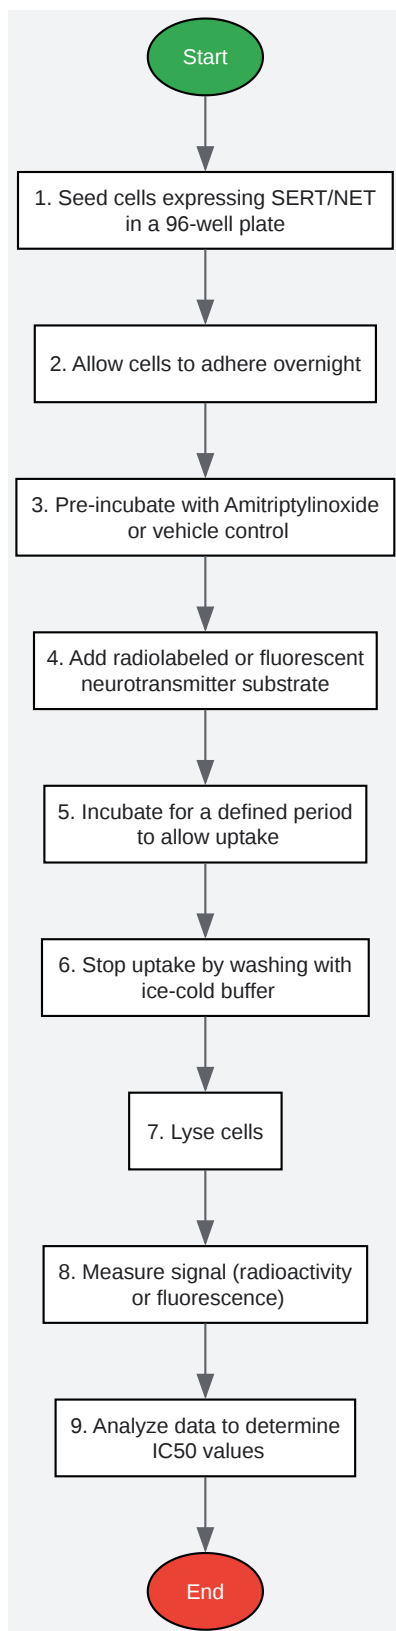 Start
1. Seed cells expressing SERT/NET
in a 96-well plate
2. Allow cells to adhere overnight
3. Pre-incubate with Amitriptylinoxide
or vehicle control
4. Add radiolabeled or fluorescent
neurotransmitter substrate
5. Incubate for a defined period
to allow uptake
6. Stop uptake by washing with
ice-cold buffer
7. Lyse cells
8. Measure signal (radioactivity
or fluorescence)
9. Analyze data to determine
IC50 values
End